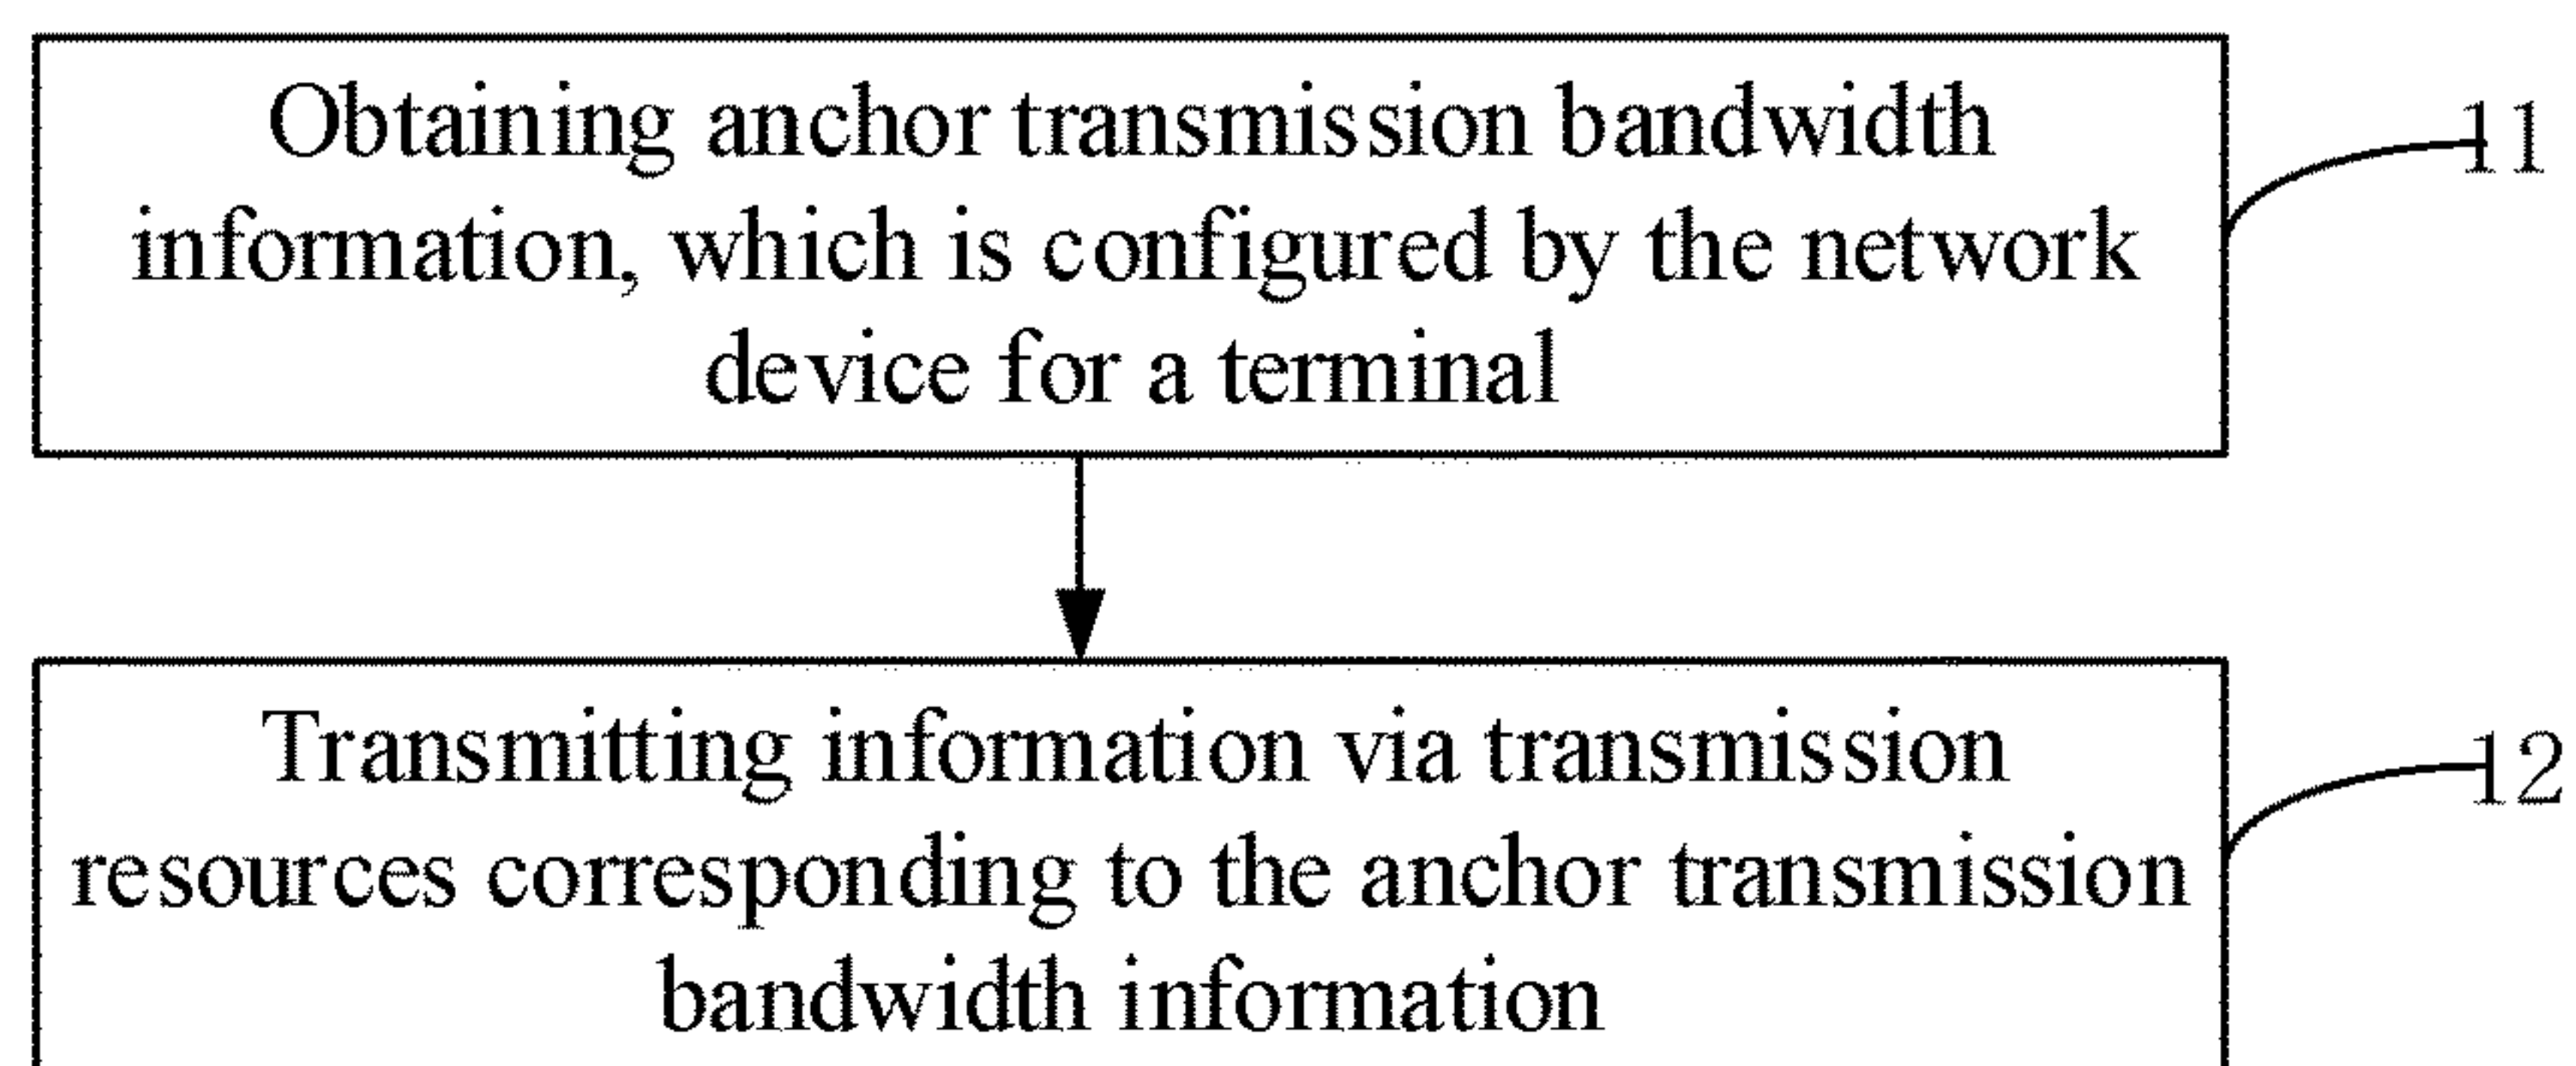 Obtaining anchor transmission bandwidth
information, which is configured by the network
device for a terminal
11
Transmitting information via transmission
resources corresponding to the anchor transmission
bandwidth information
12